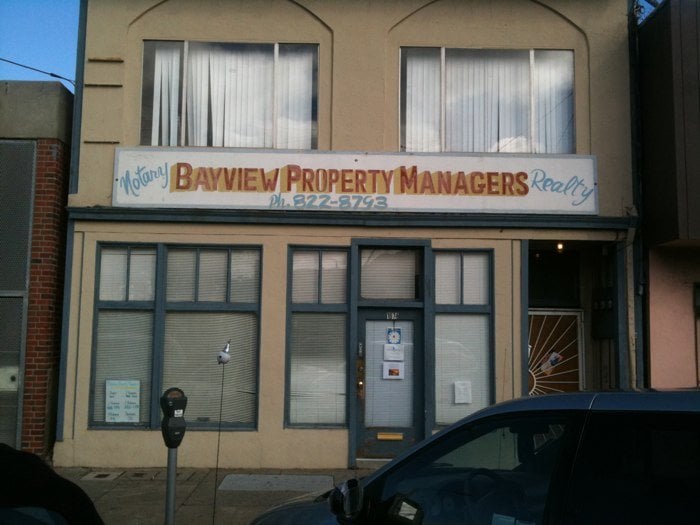 Notary BAYVIEW PROPERTY MANAGERS Realty
Ph. 822-8793